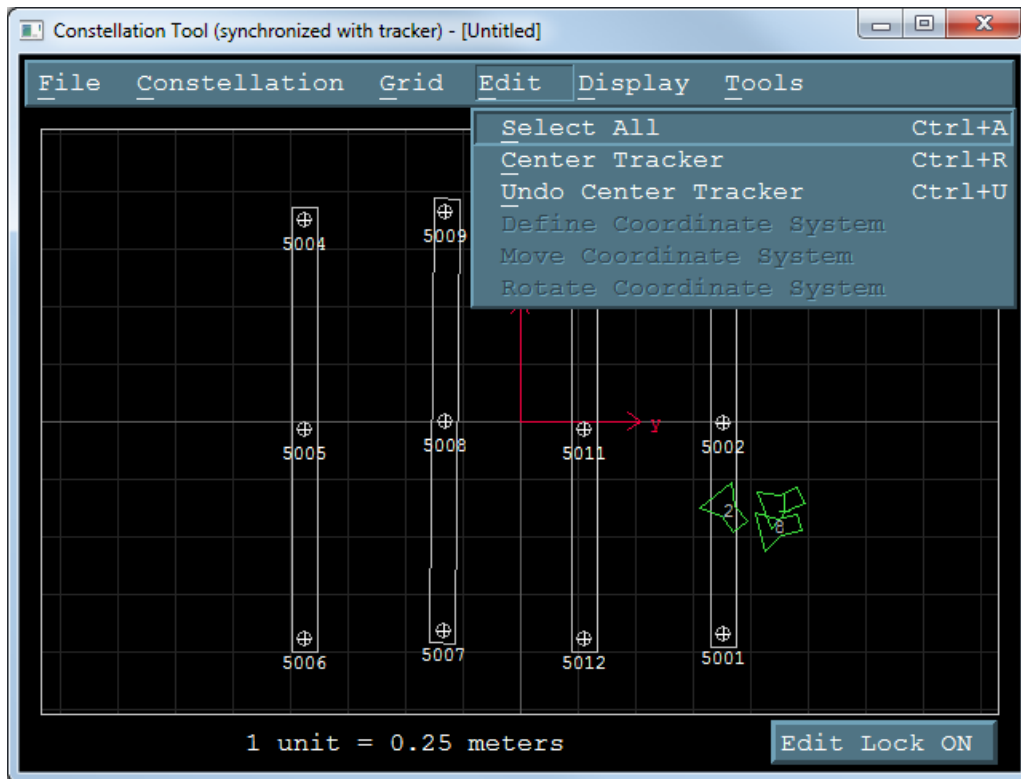 Constellation Tool (synchronized with tracker) - [Untitled]
File Constellation Grid Edit Display Tools
Select All Ctrl+A
Center Tracker Ctrl+R
Undo Center Tracker Ctrl+U
Define Coordinate System
Move Coordinate System
Rotate Coordinate System
5004 5009
y
5005 5008 5011 5002
2
8
5006 5007 5012 5001
1 unit = 0.25 meters Edit Lock ON